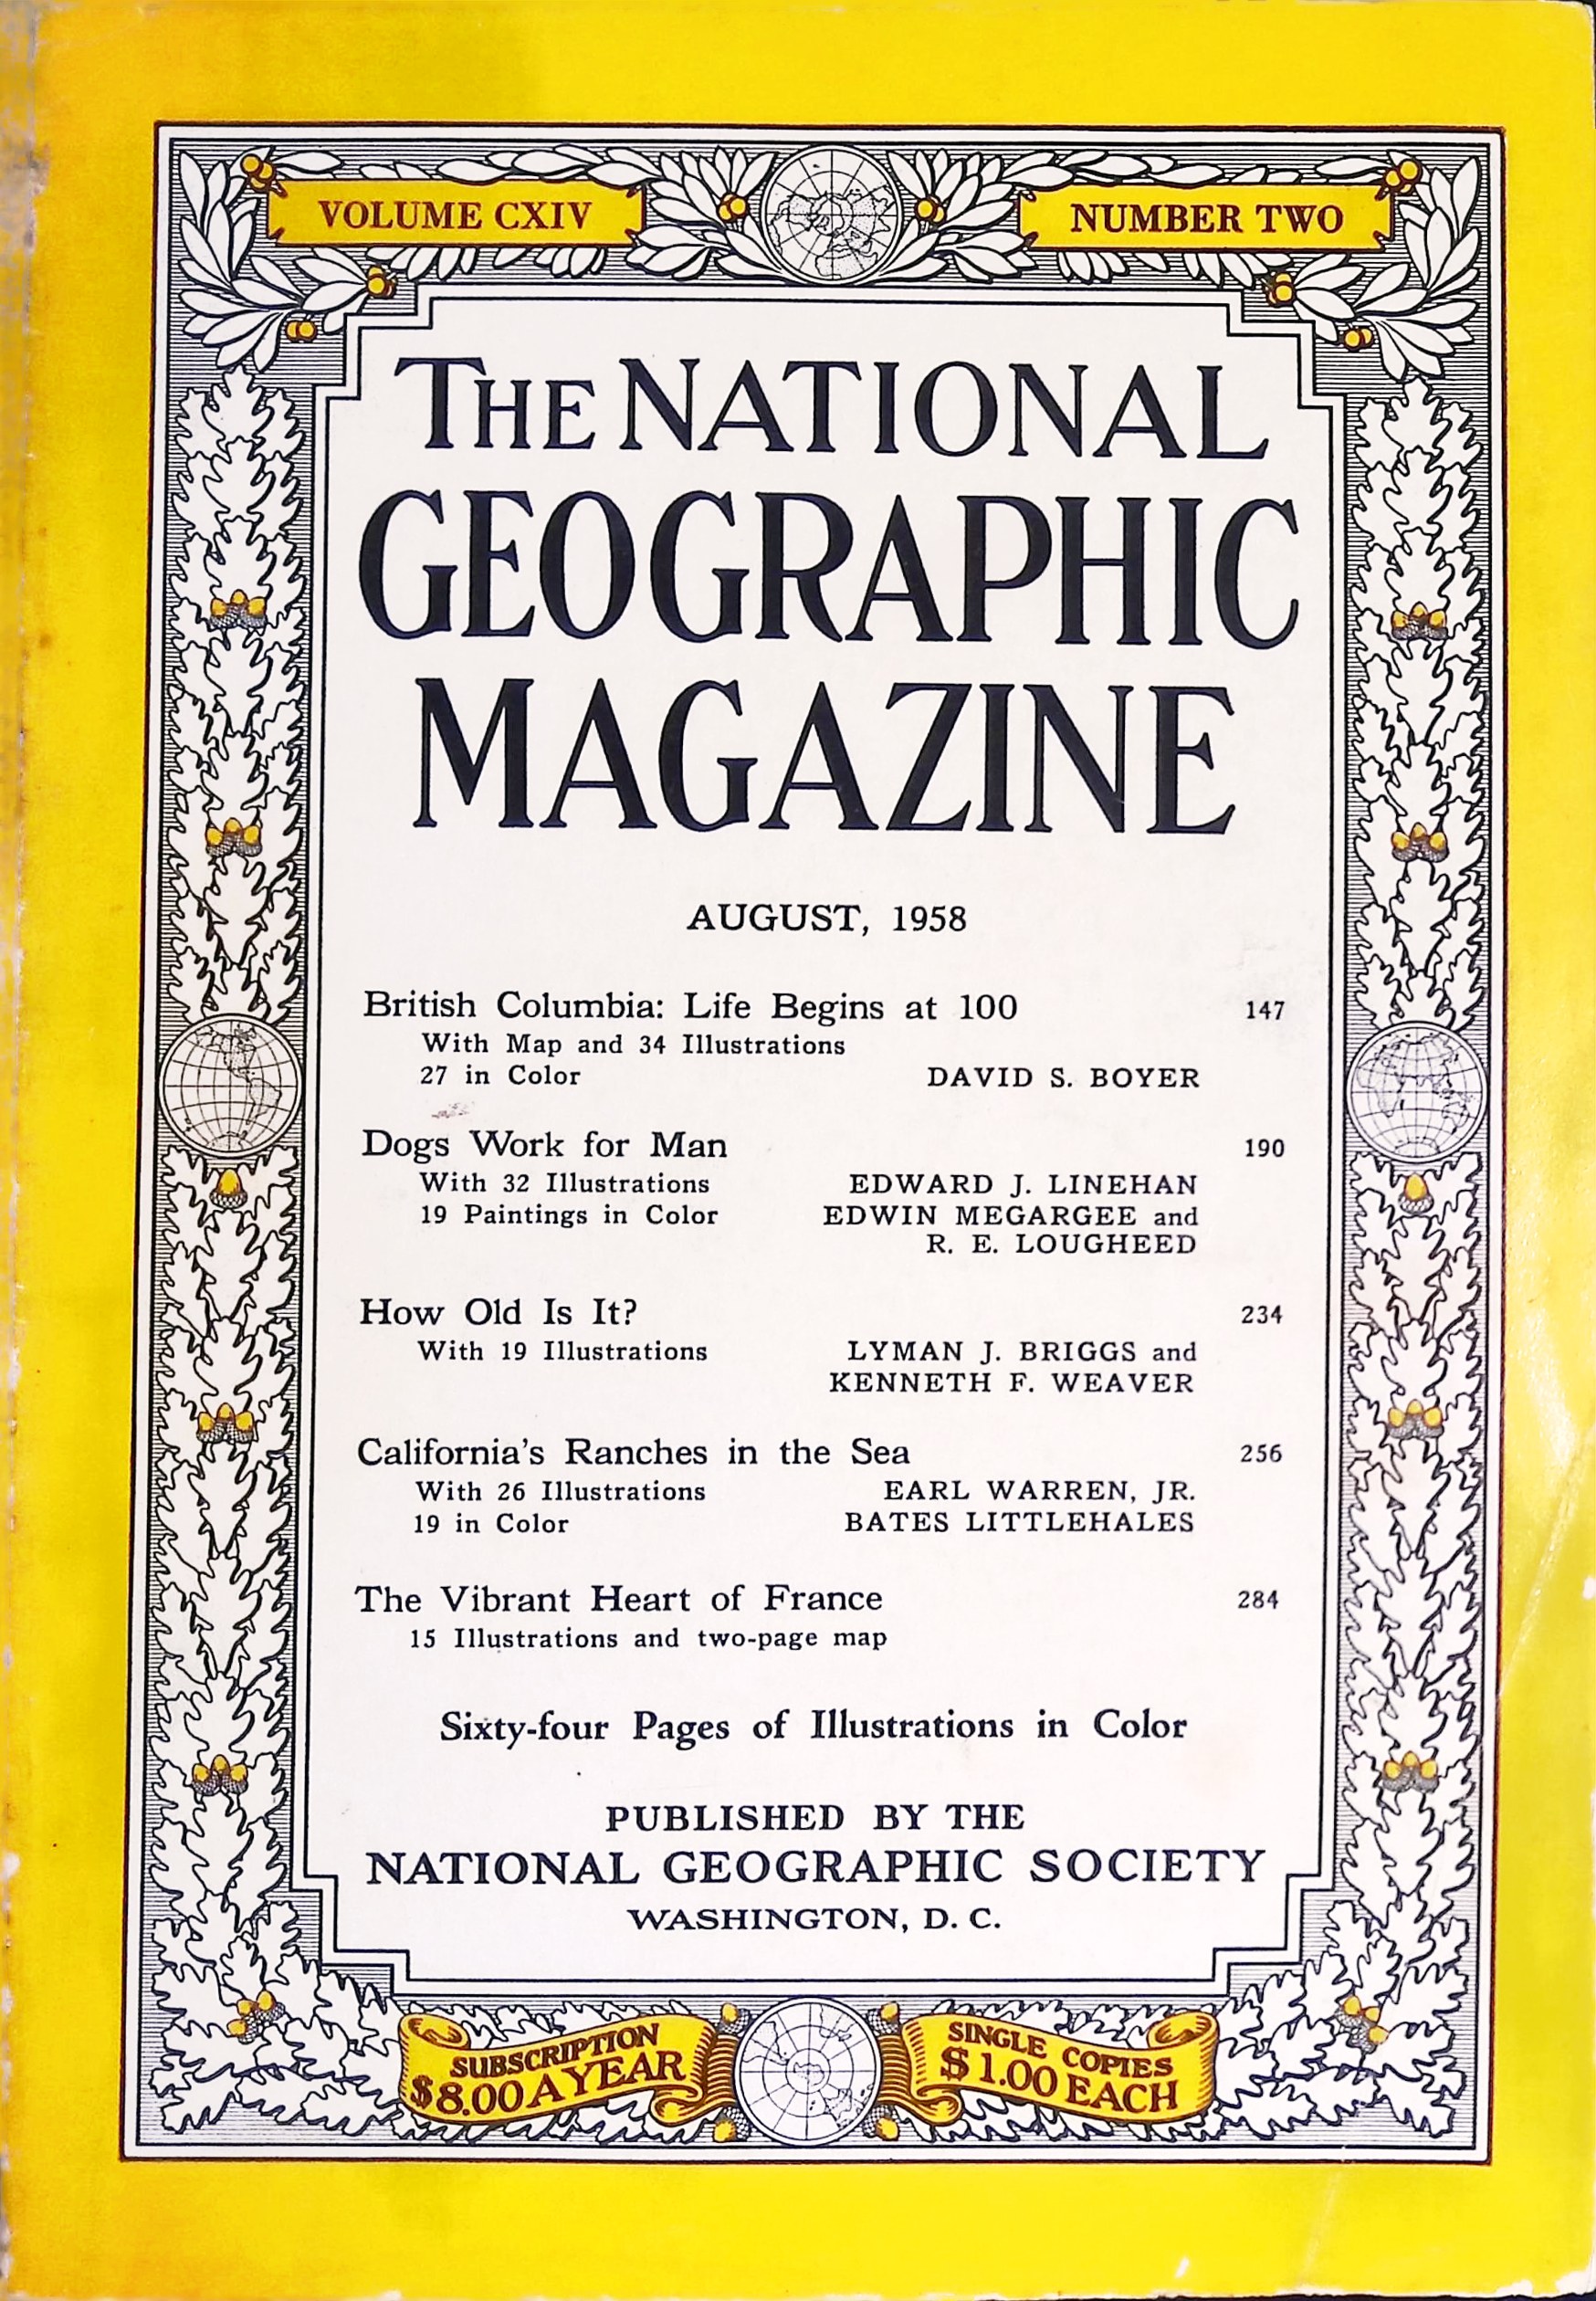 VOLUME CXIV
NUMBER TWO
THE NATIONAL
GEOGRAPHIC
MAGAZINE
AUGUST, 1958
British Columbia: Life Begins at 100 147
With Map and 34 Illustrations
27 in Color DAVID S. BOYER
Dogs Work for Man 190
With 32 Illustrations EDWARD J. LINEHAN
19 Paintings in Color EDWIN MEGARGEE and
R. E. LOUGHEED
How Old Is It? 234
With 19 Illustrations LYMAN J. BRIGGS and
KENNETH F. WEAVER
California's Ranches in the Sea 256
With 26 Illustrations EARL WARREN, JR.
19 in Color BATES LITTLEHALES
The Vibrant Heart of France 284
15 Illustrations and two-page map
Sixty-four Pages of Illustrations in Color
PUBLISHED BY THE
NATIONAL GEOGRAPHIC SOCIETY
WASHINGTON, D. C.
SUBSCRIPTION
$8.00 A YEAR
SINGLE COPIES
$1.00 EACH